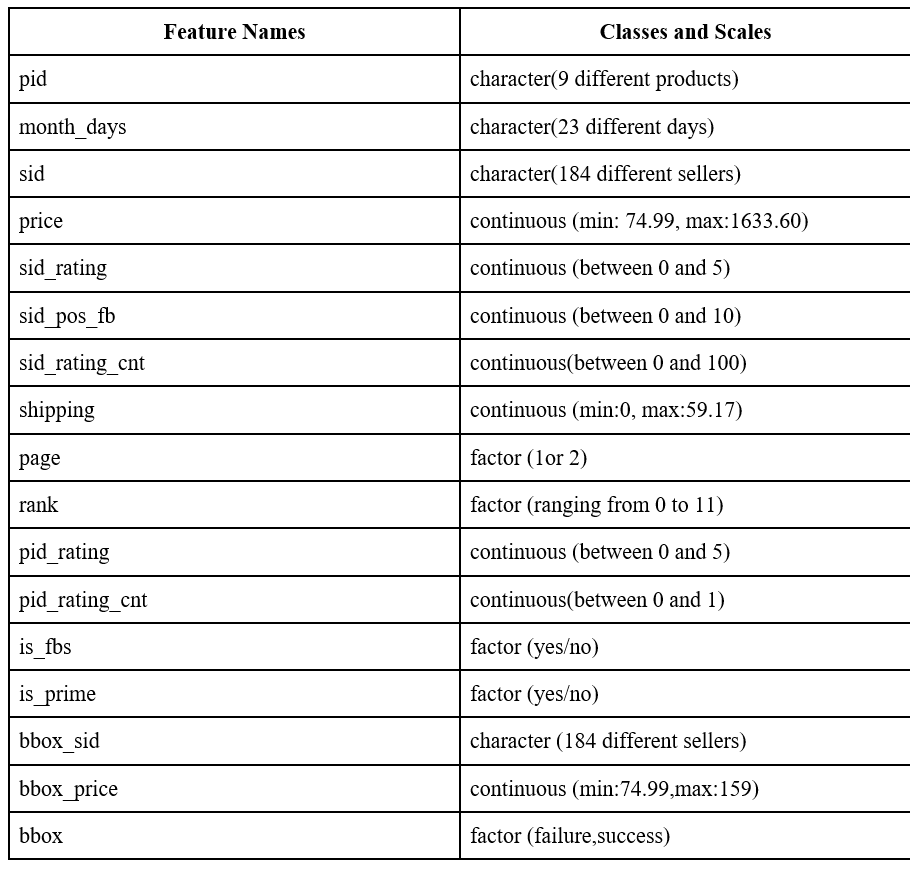 Feature Names Classes and Scales
pid character(9 different products)
month_days character(23 different days)
sid character(184 different sellers)
price continuous (min: 74.99, max:1633.60)
sid_rating continuous (between 0 and 5)
sid_pos_fb continuous (between 0 and 10)
sid_rating_cnt continuous(between 0 and 100)
shipping continuous (min:0, max:59.17)
page factor (1or 2)
rank factor (ranging from 0 to 11)
pid_rating continuous (between 0 and 5)
pid_rating_cnt continuous(between 0 and 1)
is_fbs factor (yes/no)
is_prime factor (yes/no)
bbox_sid character (184 different sellers)
bbox_price continuous (min:74.99,max:159)
bbox factor (failure,success)